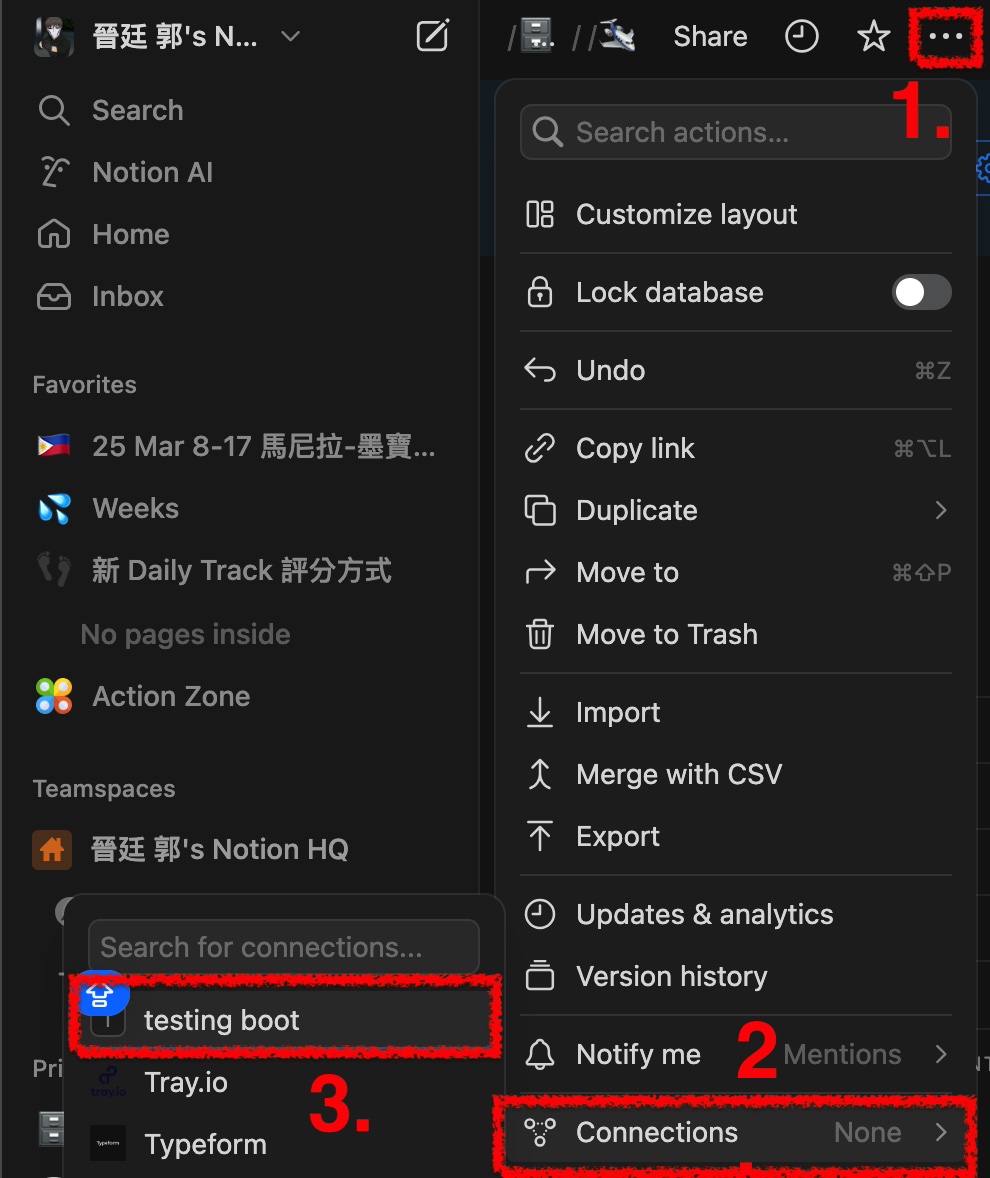 晉廷 郭's N...
Search
Notion AI
Home
Inbox
Favorites
25 Mar 8-17 馬尼拉-墨寶...
Weeks
新 Daily Track 評分方式
No pages inside
Action Zone
Teamspaces
晉廷 郭's Notion HQ
Pri
/ .. / / Share
1.
Search actions...
Customize layout
Lock database
Undo ⌘Z
Copy link ⌘⌥L
Duplicate
Move to ⌘⇧P
Move to Trash
Import
Merge with CSV
Export
Updates & analytics
Version history
Notify me Mentions
2
Connections None
Search for connections...
T testing boot
3.
tray.io Tray.io
Typeform Typeform